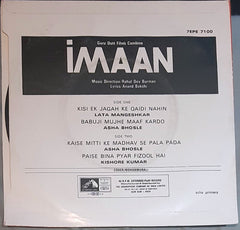 7EPE 7100
Guru Dutt Films Combine
iMAAN
Music Direction-Rahul Dev Burman
Lyrics Anand Bakshi
SIDE ONE
KISI EK JAGAH KE QAIDI NAHIN
LATA MANGESHKAR
BABUJI MUJHE MAAF KARDO
ASHA BHOSLE
SIDE TWO
KAISE MITTI KE MADHAV SE PALA PADA
ASHA BHOSLE
PAISE BINA PYAR FIZOOL HAI
KISHORE KUMAR